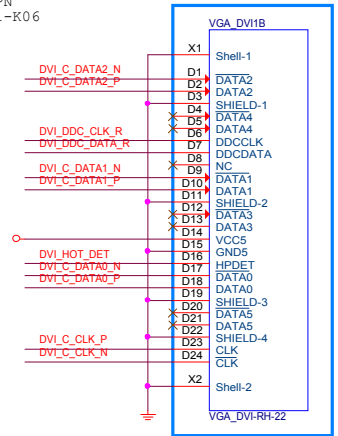 PN
-K06
VGA_DVI1B
X1 Shell-1
DVI_C_DATA2_N D1 DATA2
DVI_C_DATA2_P D2 DATA2
D3 SHIELD-1
D4 DATA4
D5 DATA4
DVI_DDC_CLK_R D6 DDCCLK
DVI_DDC_DATA_R D7 DDCDATA
D8 NC
DVI_C_DATA1_N D9 DATA1
DVI_C_DATA1_P D10 DATA1
D11 SHIELD-2
D12 DATA3
D13 DATA3
D14 VCC5
D15 GND5
DVI_HOT_DET D16 HPDET
DVI_C_DATA0_N D17 DATA0
DVI_C_DATA0_P D18 DATA0
D19 SHIELD-3
D20 DATA5
D21 DATA5
D22 SHIELD-4
DVI_C_CLK_P D23 CLK
DVI_C_CLK_N D24 CLK
X2 Shell-2
VGA_DVI-RH-22